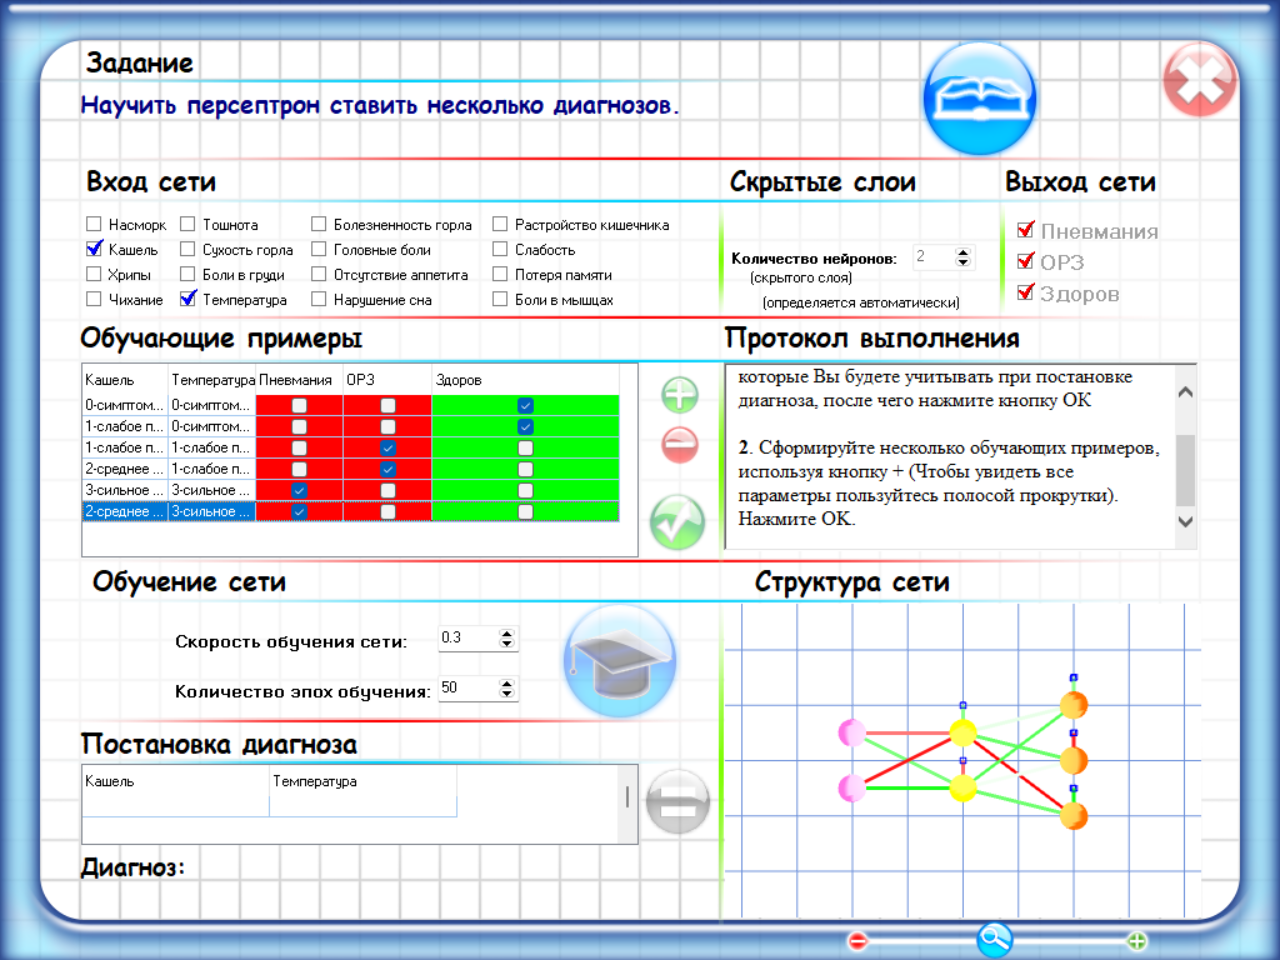 Задание
Научить персептрон ставить несколько диагнозов.
Вход сети
Скрытые слои
Выход сети
Насморк
Тошнота
Болезненность горла
Растройство кишечника
Кашель
Сухость горла
Головные боли
Слабость
Хрипы
Боли в груди
Отсутствие аппетита
Потеря памяти
Чихание
Температура
Нарушение сна
Боли в мышцах
Количество нейронов: 2
(скрытого слоя)
(определяется автоматически)
Пневмания
ОРЗ
Здоров
Обучающие примеры
Кашель Температура Пневмания ОРЗ Здоров
0-симптом... 0-симптом...
1-слабое п... 0-симптом...
1-слабое п... 1-слабое п...
2-среднее ... 1-слабое п...
3-сильное ... 3-сильное ...
2-среднее ... 3-сильное ...
Протокол выполнения
которые Вы будете учитывать при постановке
диагноза, после чего нажмите кнопку ОК
2. Сформируйте несколько обучающих примеров,
используя кнопку + (Чтобы увидеть все
параметры пользуйтесь полосой прокрутки).
Нажмите ОК.
Обучение сети
Скорость обучения сети: 0.3
Количество эпох обучения: 50
Структура сети
Постановка диагноза
Кашель Температура
Диагноз: